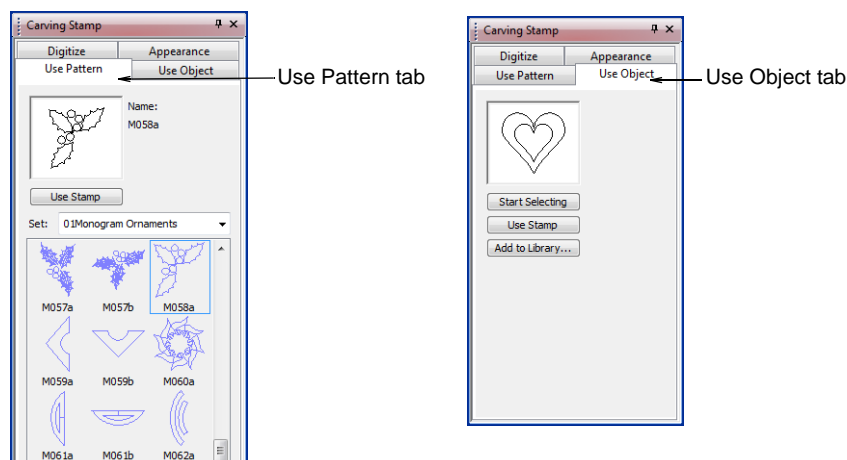 Carving Stamp
Digitize Appearance
Use Pattern Use Object
Name:
M058a
Use Stamp
Set: 01Monogram Ornaments
M057a M057b M058a
M059a M059b M060a
M061a M061b M062a
Use Pattern tab
Carving Stamp
Digitize Appearance
Use Pattern Use Object
Start Selecting
Use Stamp
Add to Library...
Use Object tab